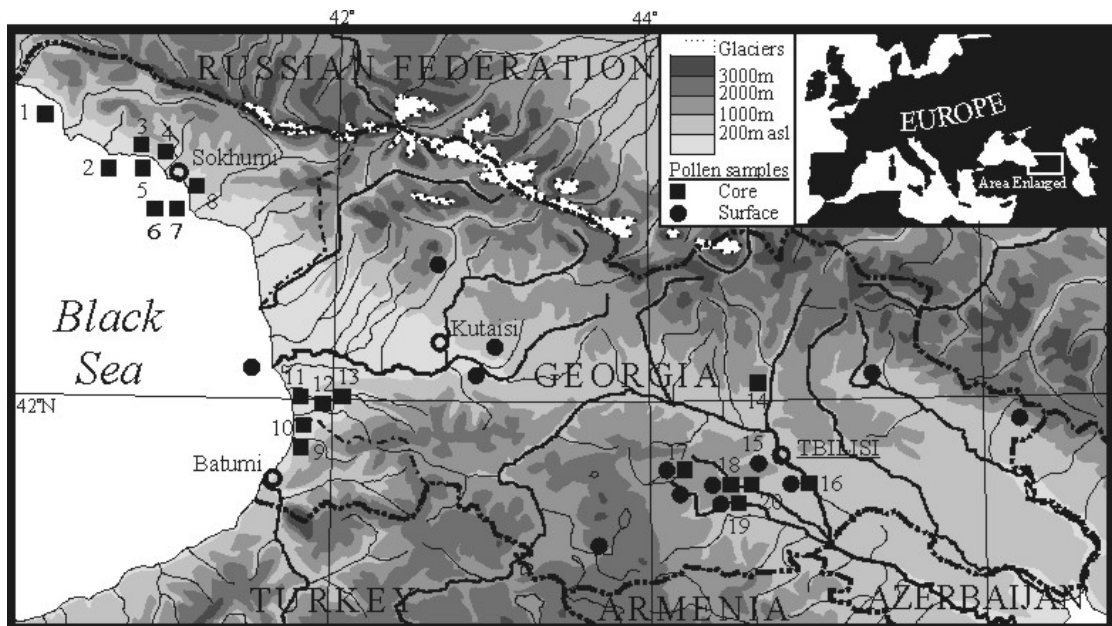 42°
44°
RUSSIAN FEDERATION
Glaciers
3000m
2000m
1000m
200m asl
Pollen samples
Core
Surface
EUROPE
Area Enlarged
1
3
4
Sokhumi
2
5
8
6
7
Black
Sea
Kutaisi
GEORGIA
11
12
13
14
42°N
10
9
Batumi
15
TBILISI
17
18
16
20
19
TURKEY
ARMENIA
AZERBAIJAN